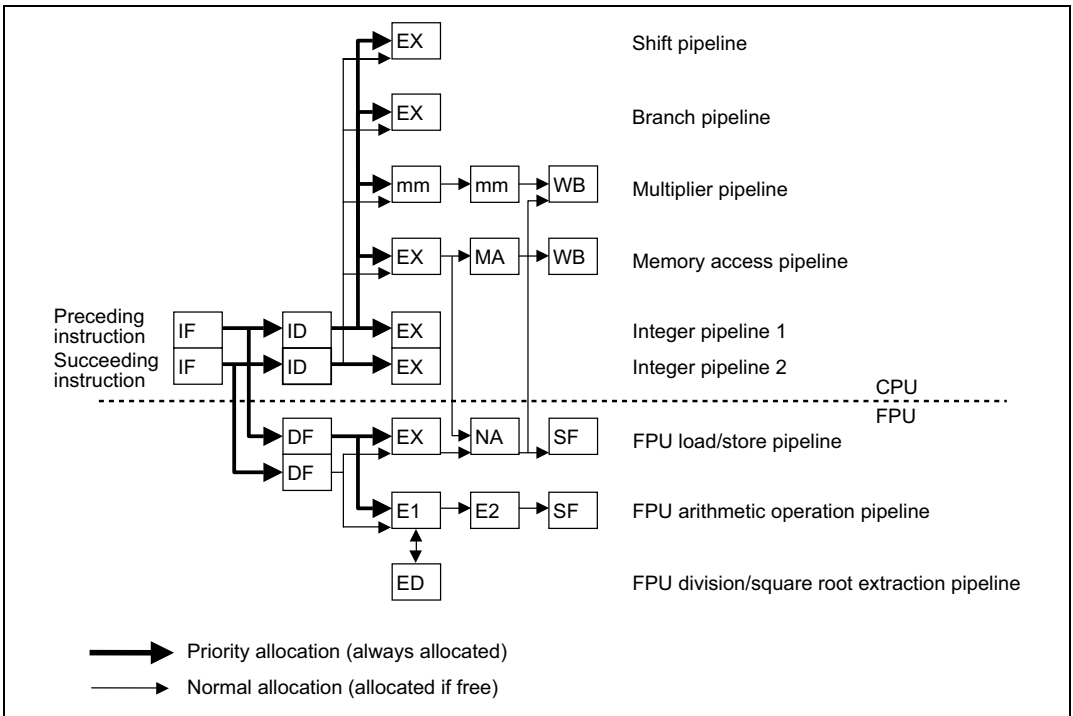 EX Shift pipeline
EX Branch pipeline
mm mm WB Multiplier pipeline
EX MA WB Memory access pipeline
Preceding
instruction
IF ID EX Integer pipeline 1
Succeeding
instruction
IF ID EX Integer pipeline 2
CPU
FPU
DF EX NA SF FPU load/store pipeline
DF
E1 E2 SF FPU arithmetic operation pipeline
ED FPU division/square root extraction pipeline
Priority allocation (always allocated)
Normal allocation (allocated if free)